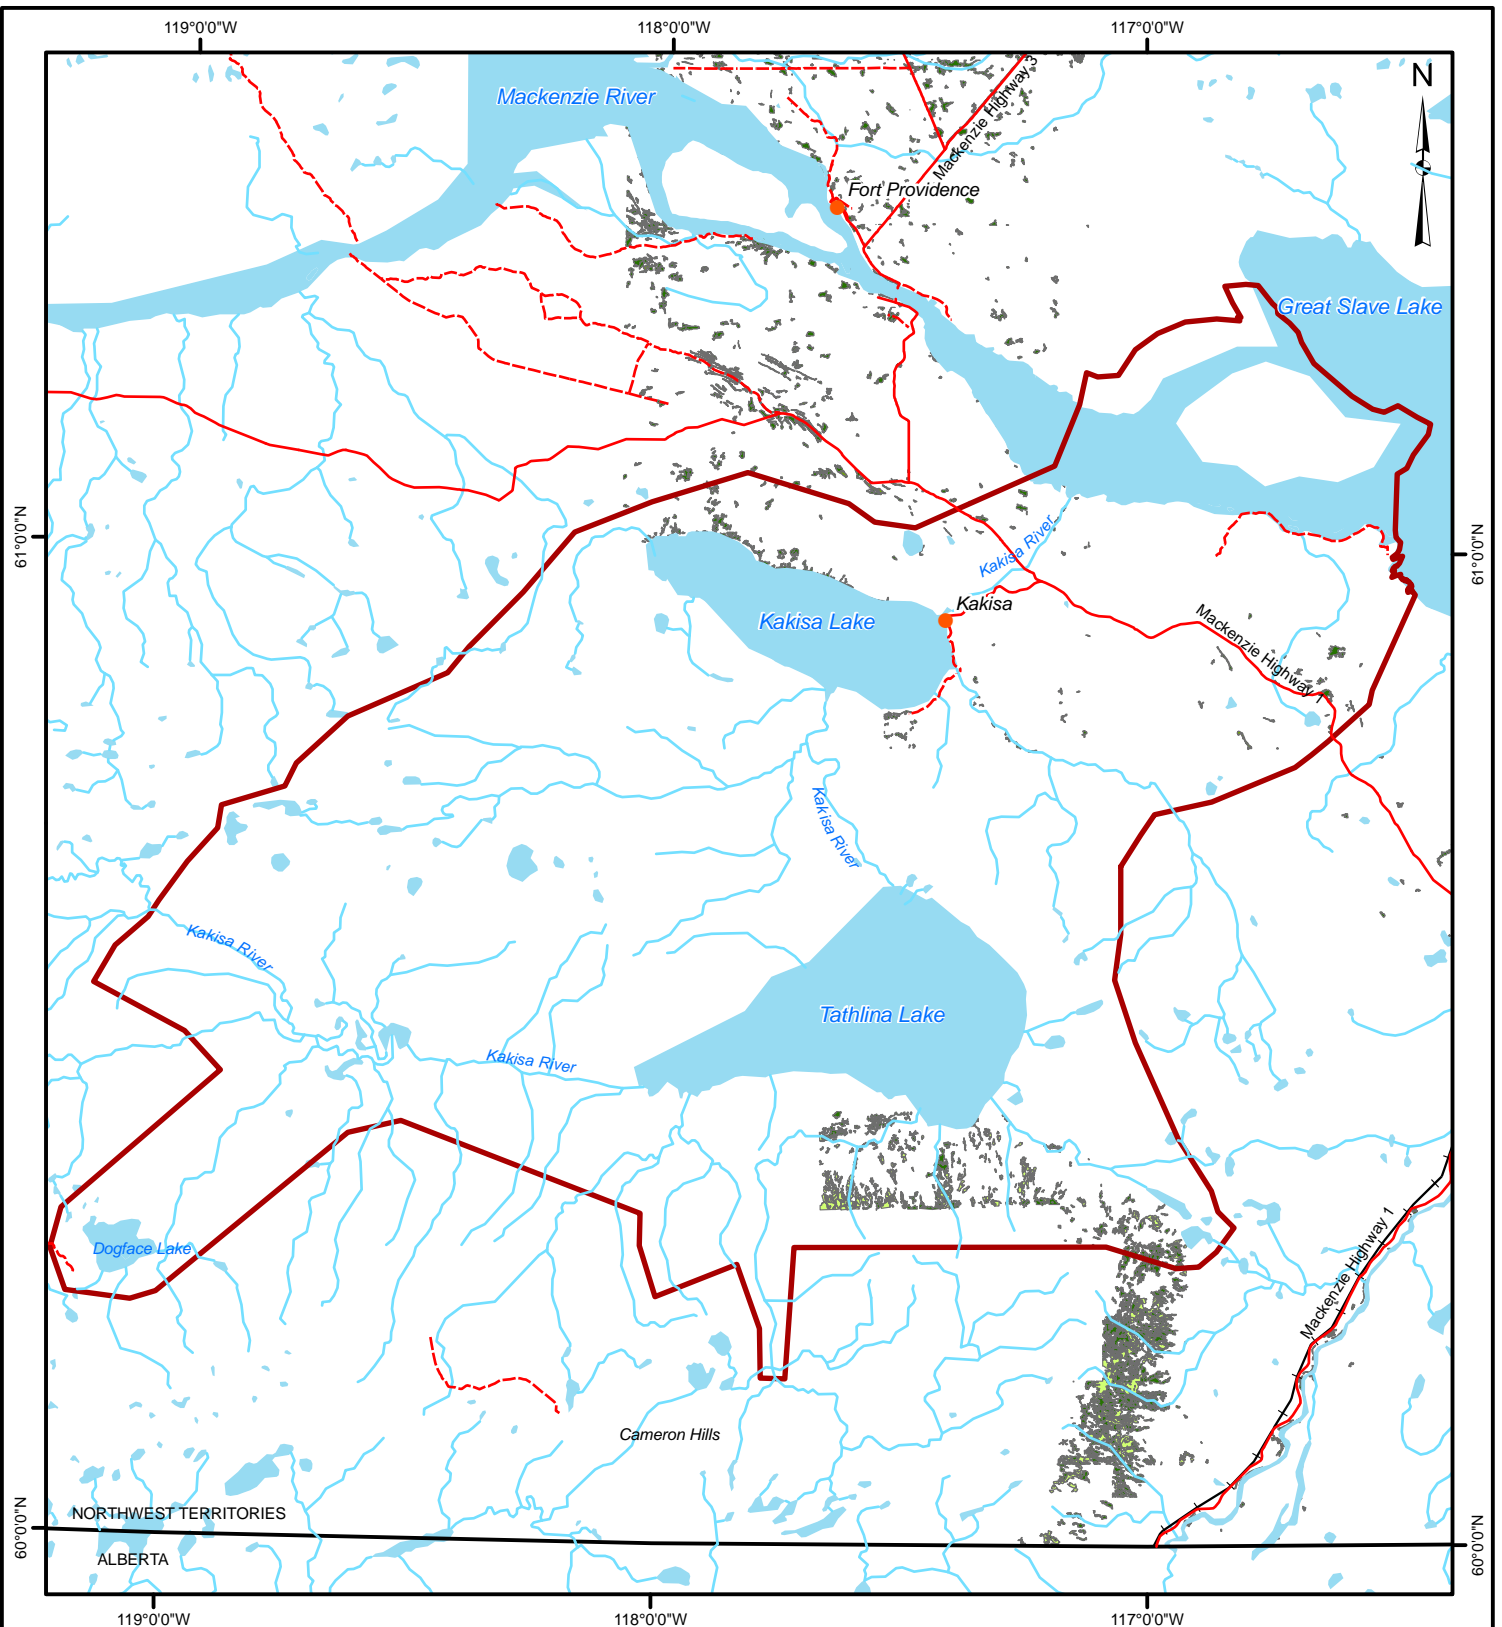 119°0'0"W
118°0'0"W
117°0'0"W
N
Mackenzie River
Mackenzie Highway 3
Fort Providence
Great Slave Lake
61°0'0"N
61°0'0"N
Kakisa River
Kakisa
Kakisa Lake
Mackenzie Highway 1
Kakisa River
Kakisa River
Tathlina Lake
Kakisa River
Dogface Lake
Mackenzie Highway 1
Cameron Hills
NORTHWEST TERRITORIES
60°0'0"N
60°0'0"N
ALBERTA
119°0'0"W
118°0'0"W
117°0'0"W